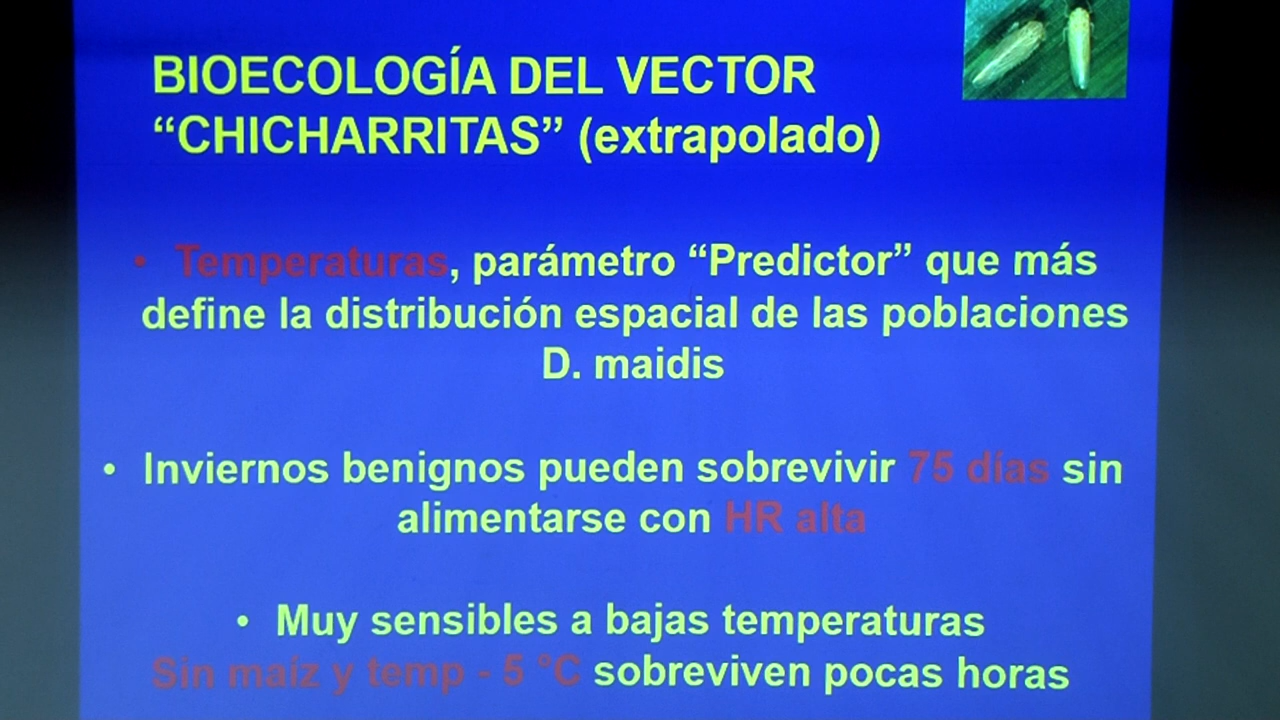 BIOECOLOGÍA DEL VECTOR
“CHICHARRITAS” (extrapolado)
• Temperaturas, parámetro “Predictor” que más
define la distribución espacial de las poblaciones
D. maidis
• Inviernos benignos pueden sobrevivir 75 días sin
alimentarse con HR alta
• Muy sensibles a bajas temperaturas
Sin maíz y temp - 5 °C sobreviven pocas horas